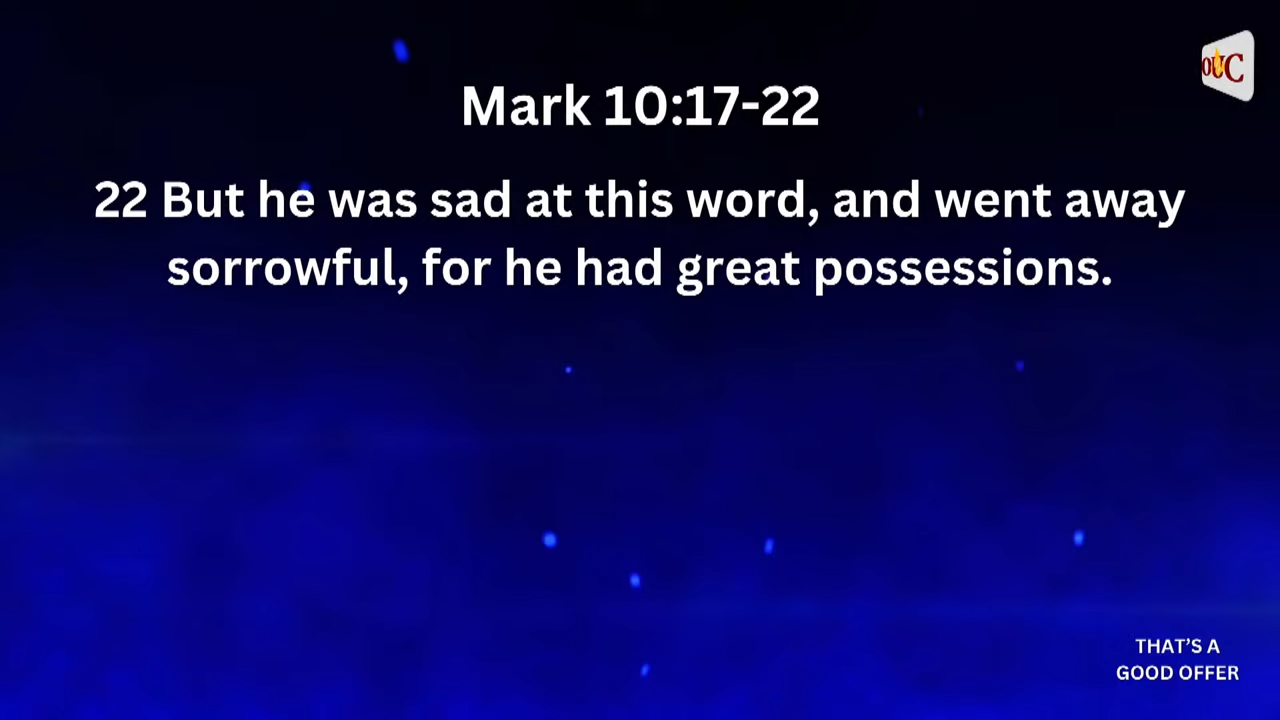 OUC
Mark 10:17-22
22 But he was sad at this word, and went away
sorrowful, for he had great possessions.
THAT'S A
GOOD OFFER